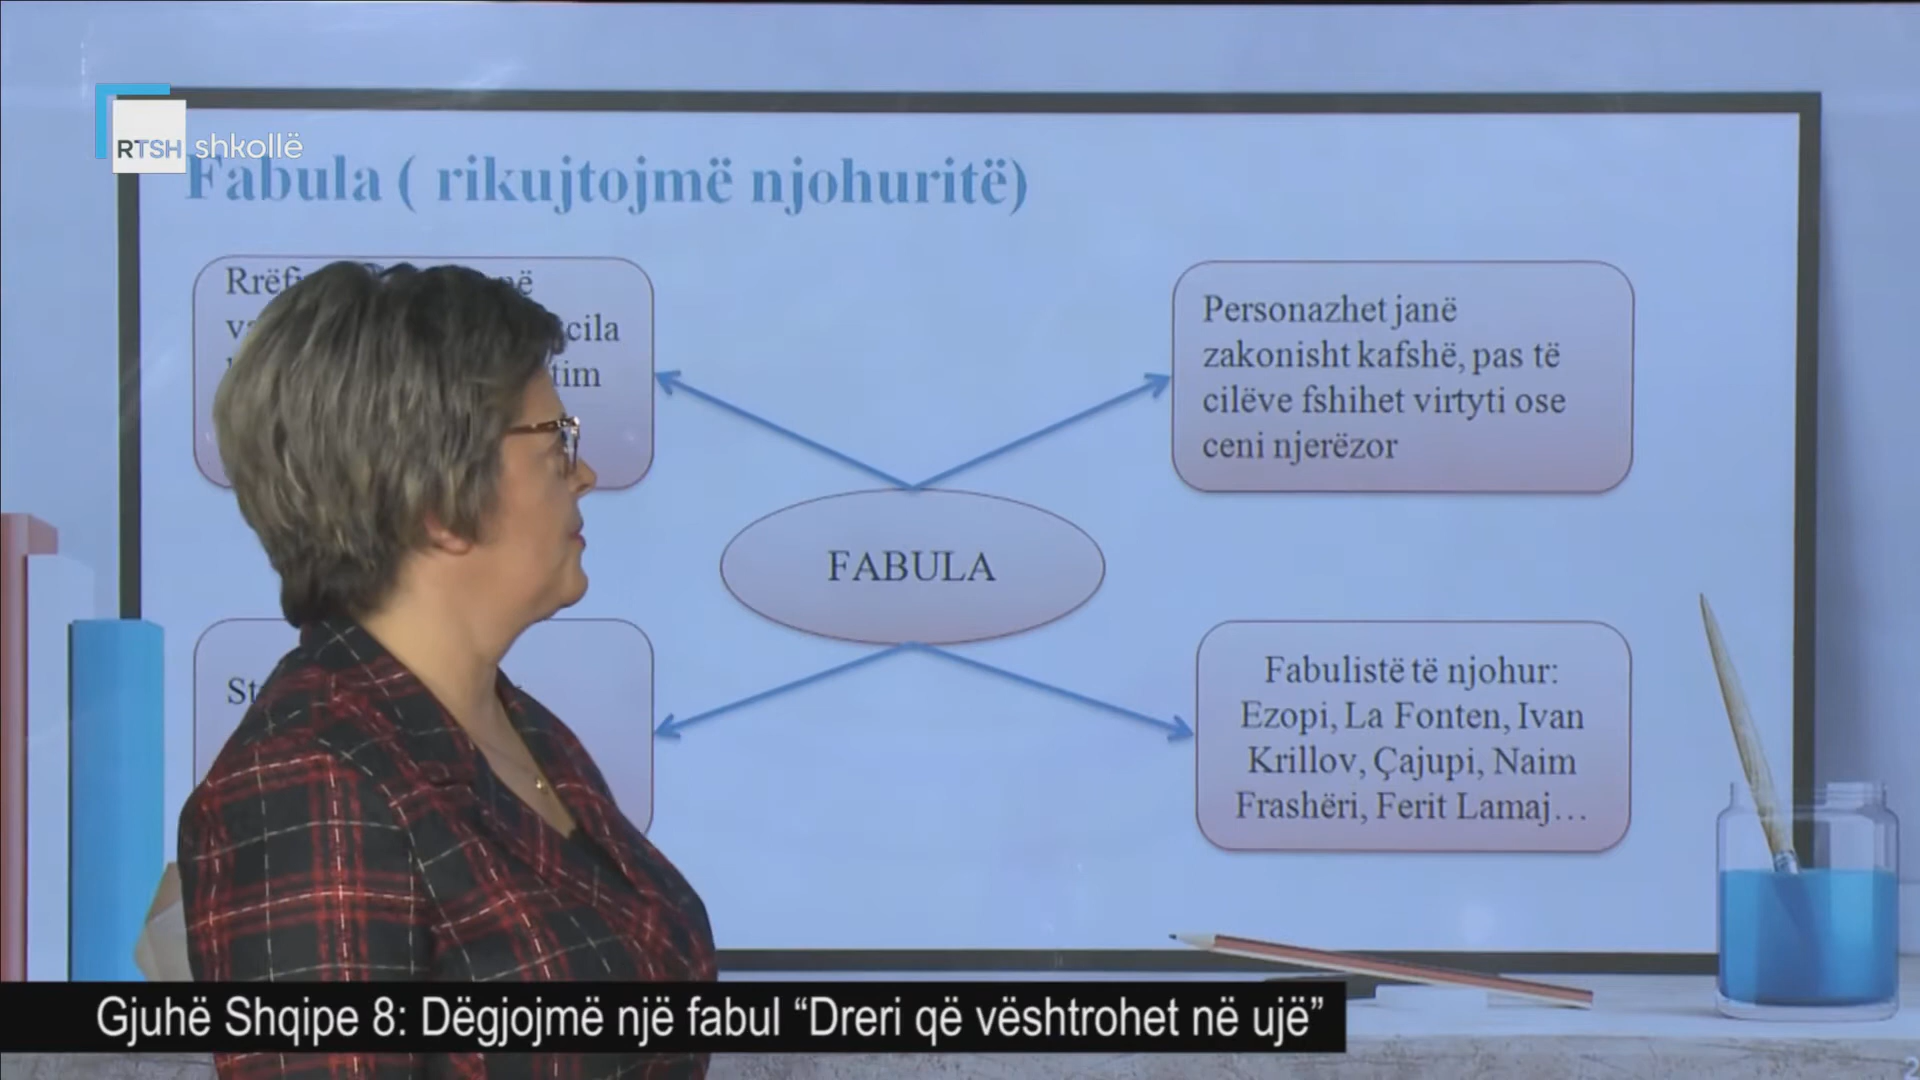 RTSH shkollë
Fabula ( rikujtojmë njohuritë)
cila
Personazhet janë
zakonisht kafshë, pas të
cilëve fshihet virtyti ose
ceni njerëzor
FABULA
Fabulistë të njohur:
Ezopi, La Fonten, Ivan
Krillov, Çajupi, Naim
Frashëri, Ferit Lamaj…
Gjuhë Shqipe 8: Dëgjojmë një fabul “Dreri që vështrohet në ujë”
2